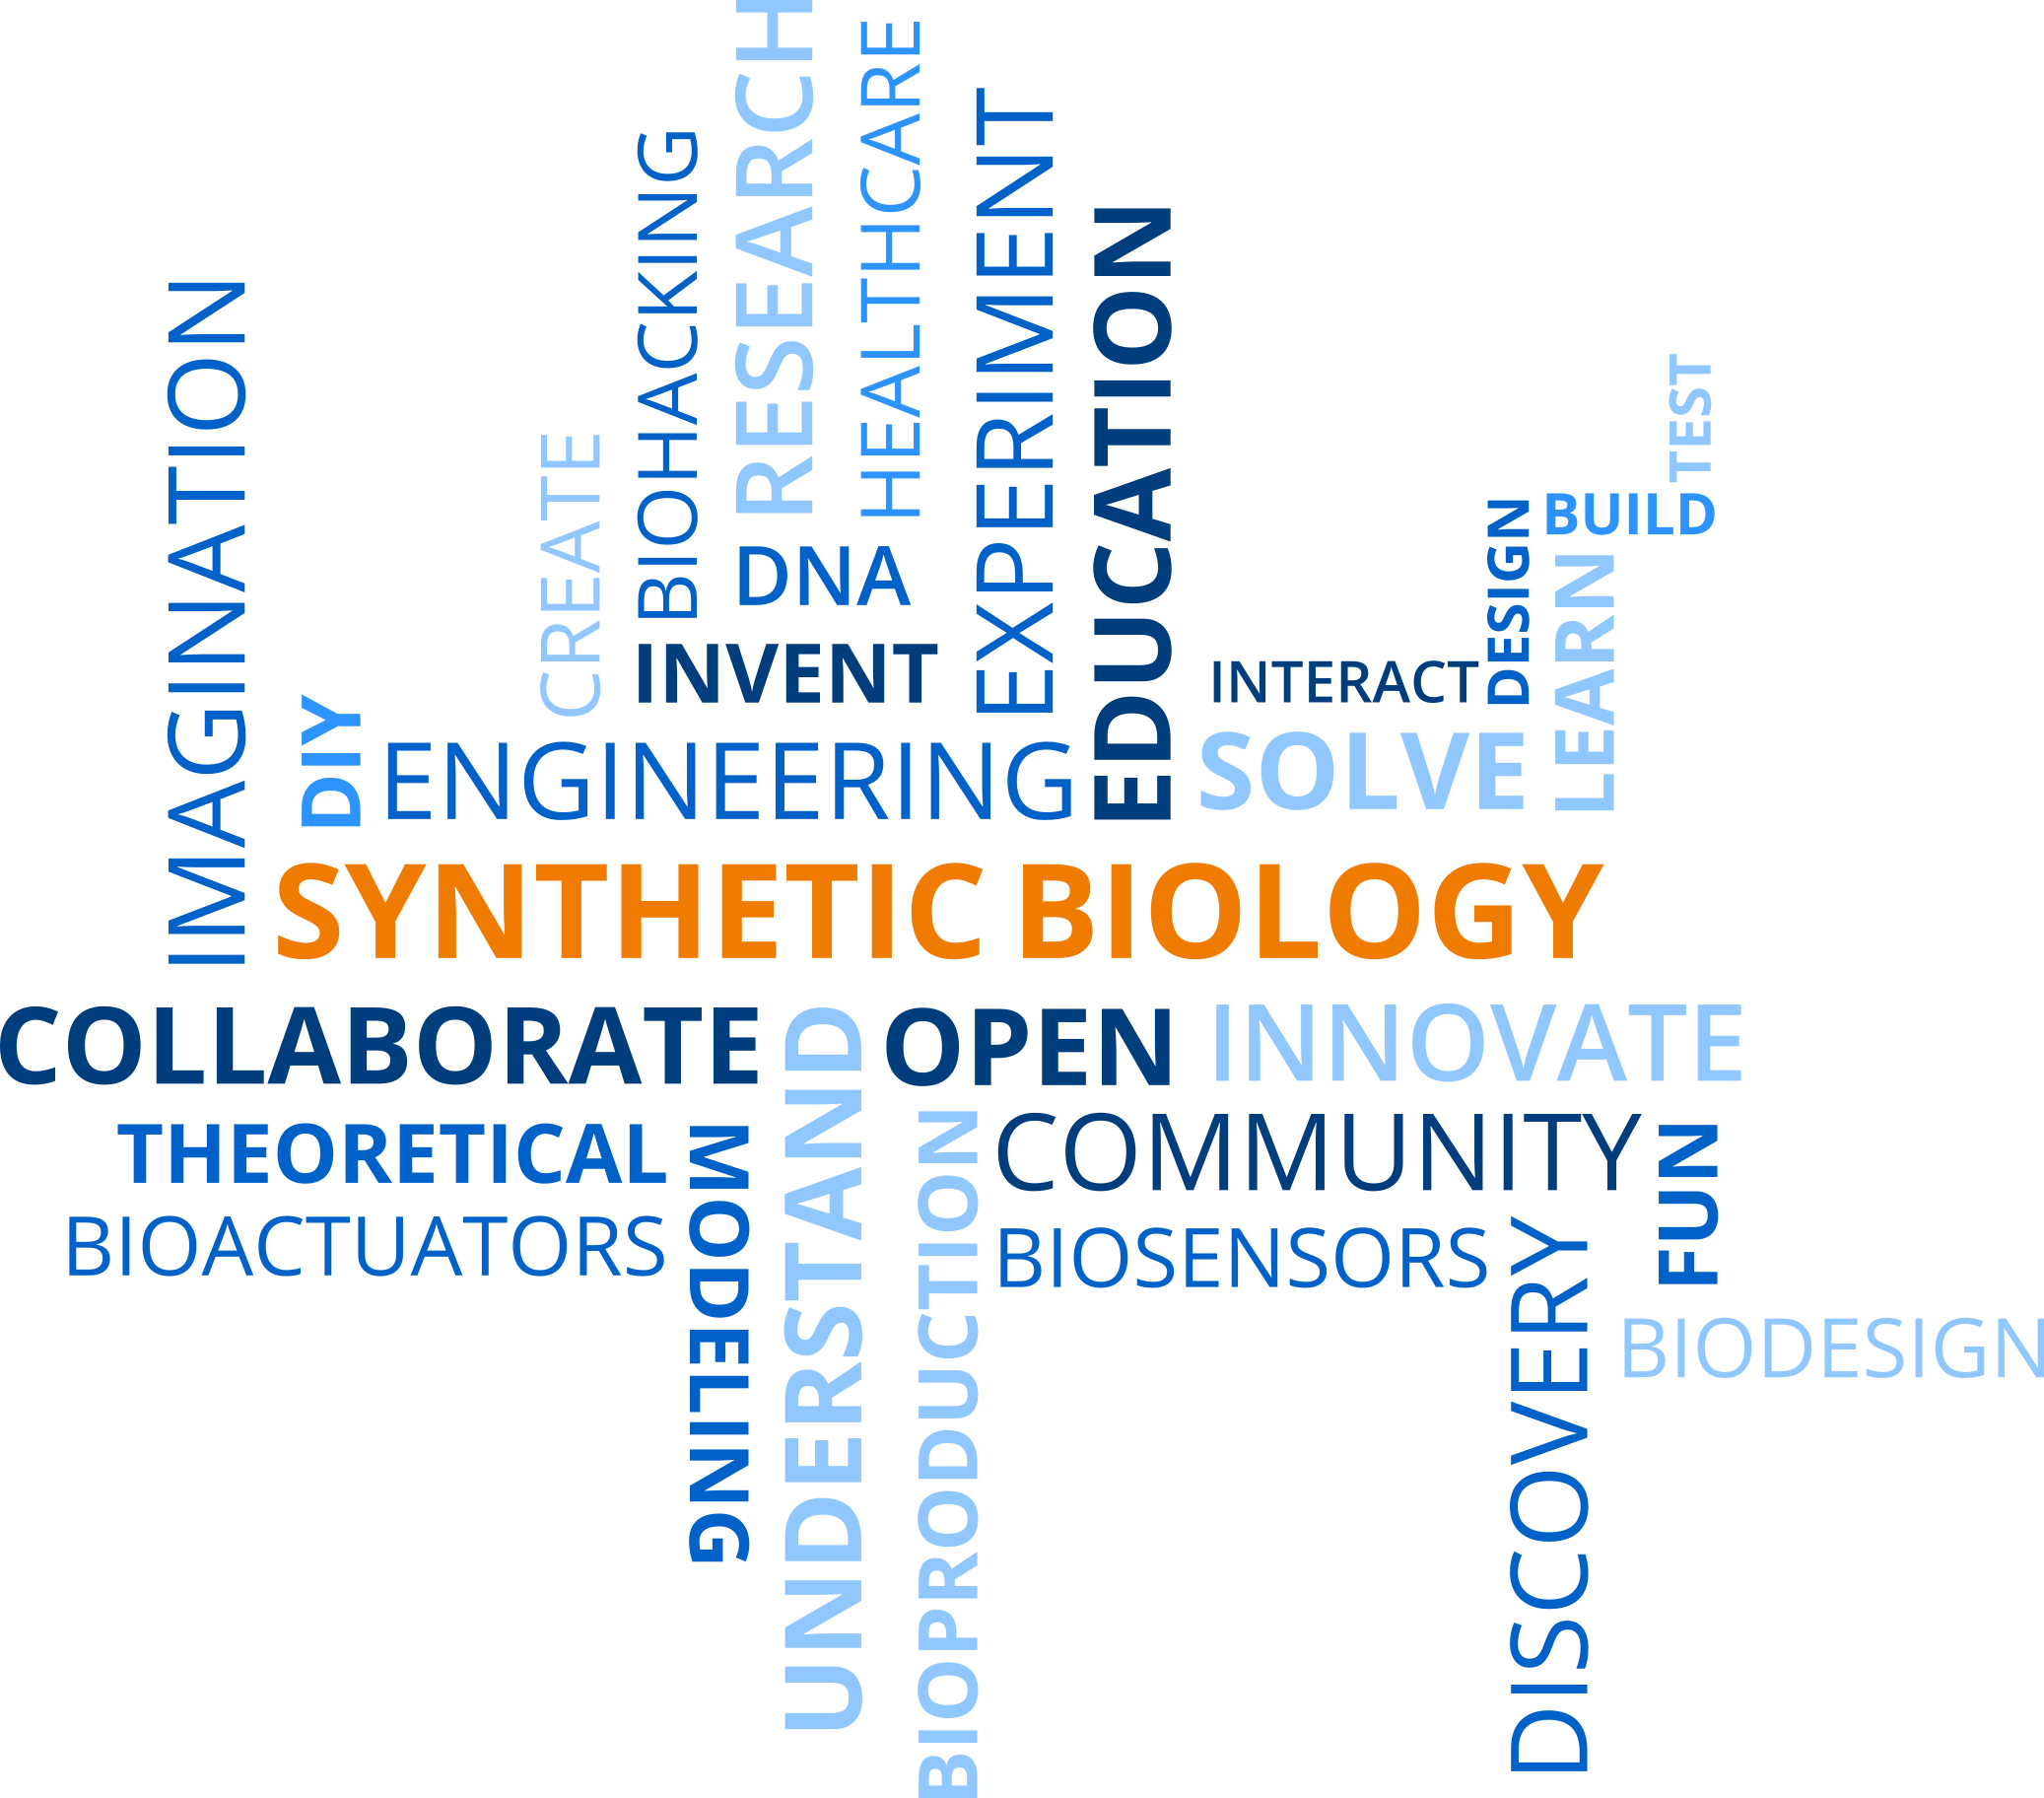 RESEARCH
HEALTHCARE
EXPERIMENT
BIOHACKING
EDUCATION
IMAGINATION
TEST
CREATE
BUILD
DESIGN
DNA
LEARN
INVENT
INTERACT
DIY
ENGINEERING
SOLVE
SYNTHETIC BIOLOGY
COLLABORATE
UNDERSTAND
OPEN
INNOVATE
THEORETICAL
MODELING
BIOPRODUCTION
COMMUNITY
FUN
BIOACTUATORS
BIOSENSORS
DISCOVERY
BIODESIGN